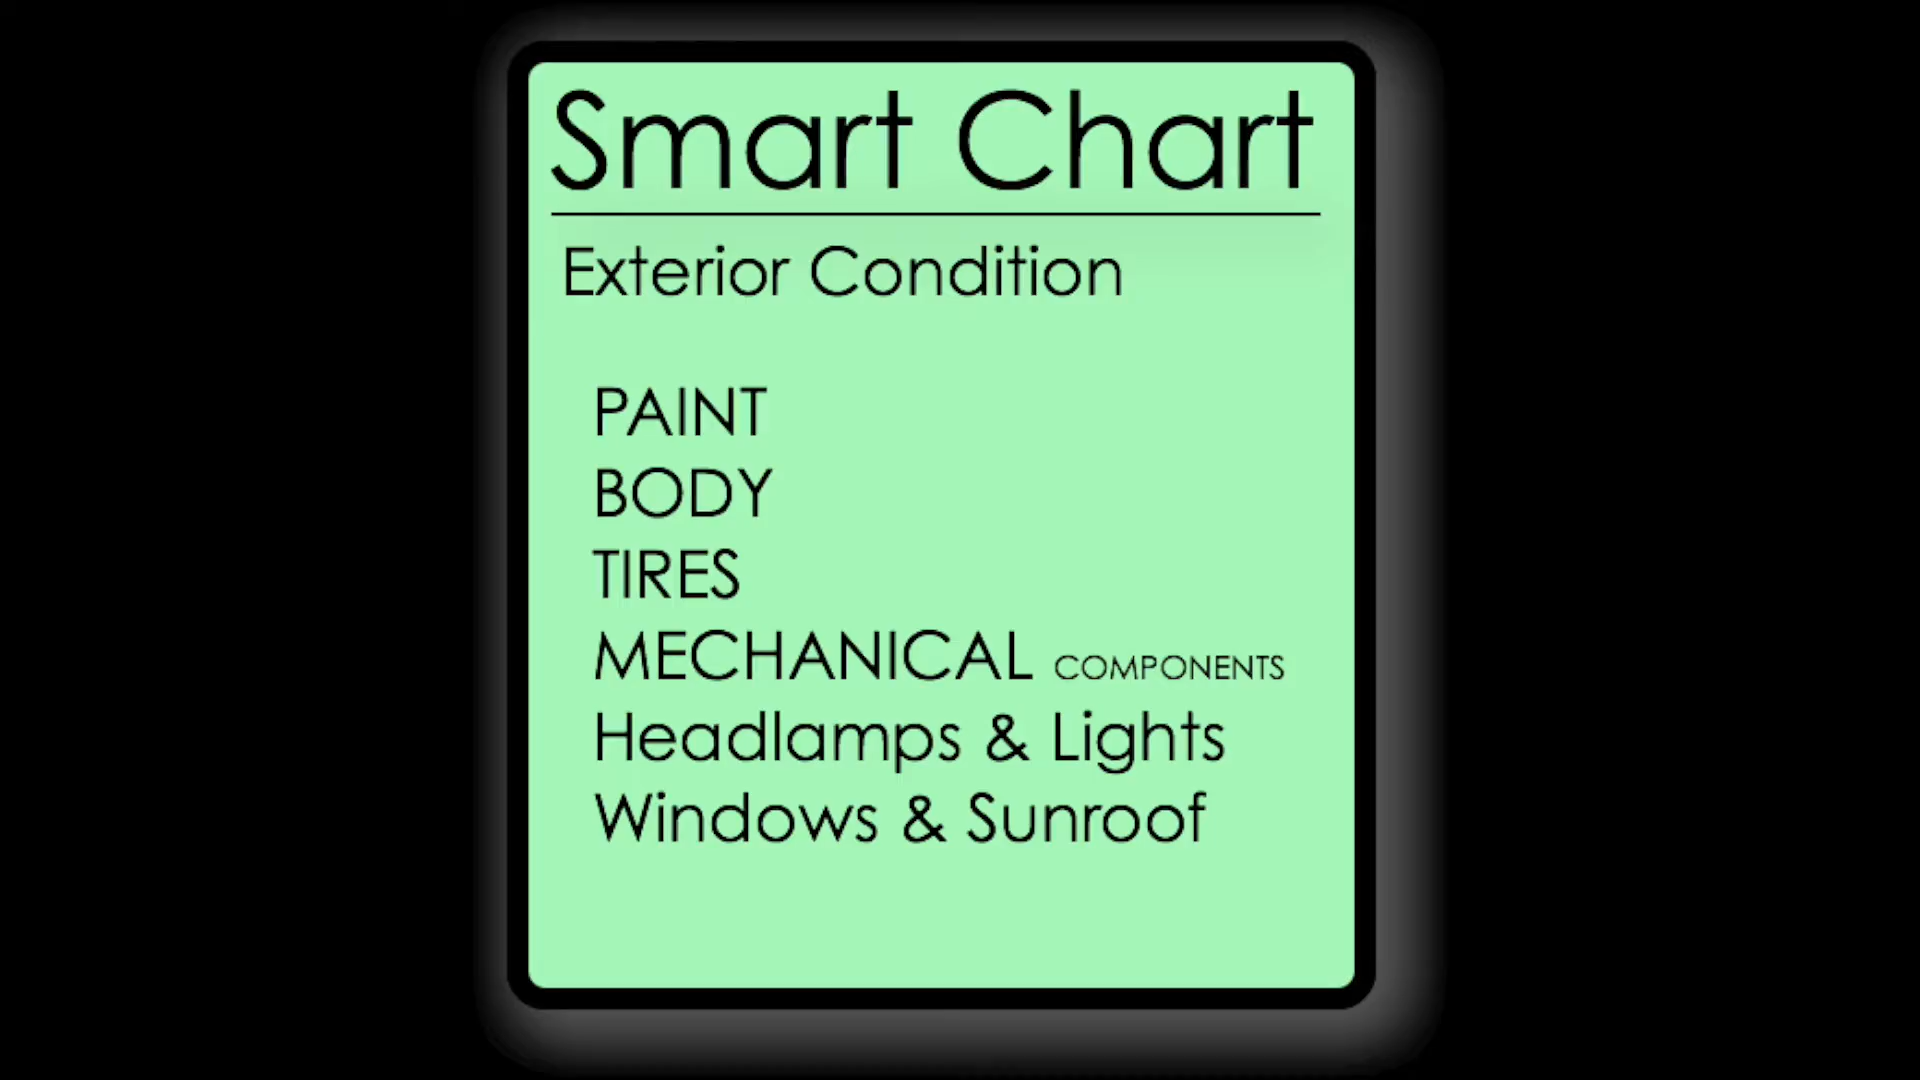 Smart Chart
Exterior Condition
PAINT
BODY
TIRES
MECHANICAL COMPONENTS
Headlamps & Lights
Windows & Sunroof